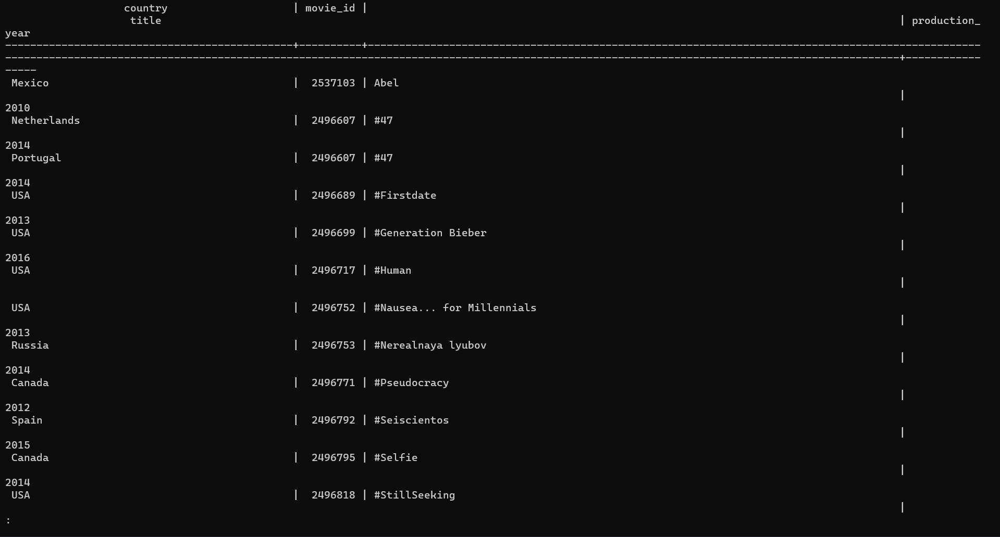 country | movie_id |
title | production_
year
-----------------------------------------------+----------+--------------------------------------------------------------------------------------------------
-----------------------------------------------------------------------------------------------------------------------------------------------+------------
-----
Mexico | 2537103 | Abel
|
2010
Netherlands | 2496607 | #47
|
2014
Portugal | 2496607 | #47
|
2014
USA | 2496689 | #Firstdate
|
2013
USA | 2496699 | #Generation Bieber
|
2016
USA | 2496717 | #Human
|
USA | 2496752 | #Nausea... for Millennials
|
2013
Russia | 2496753 | #Nerealnaya lyubov
|
2014
Canada | 2496771 | #Pseudocracy
|
2012
Spain | 2496792 | #Seiscientos
|
2015
Canada | 2496795 | #Selfie
|
2014
USA | 2496818 | #StillSeeking
|
: